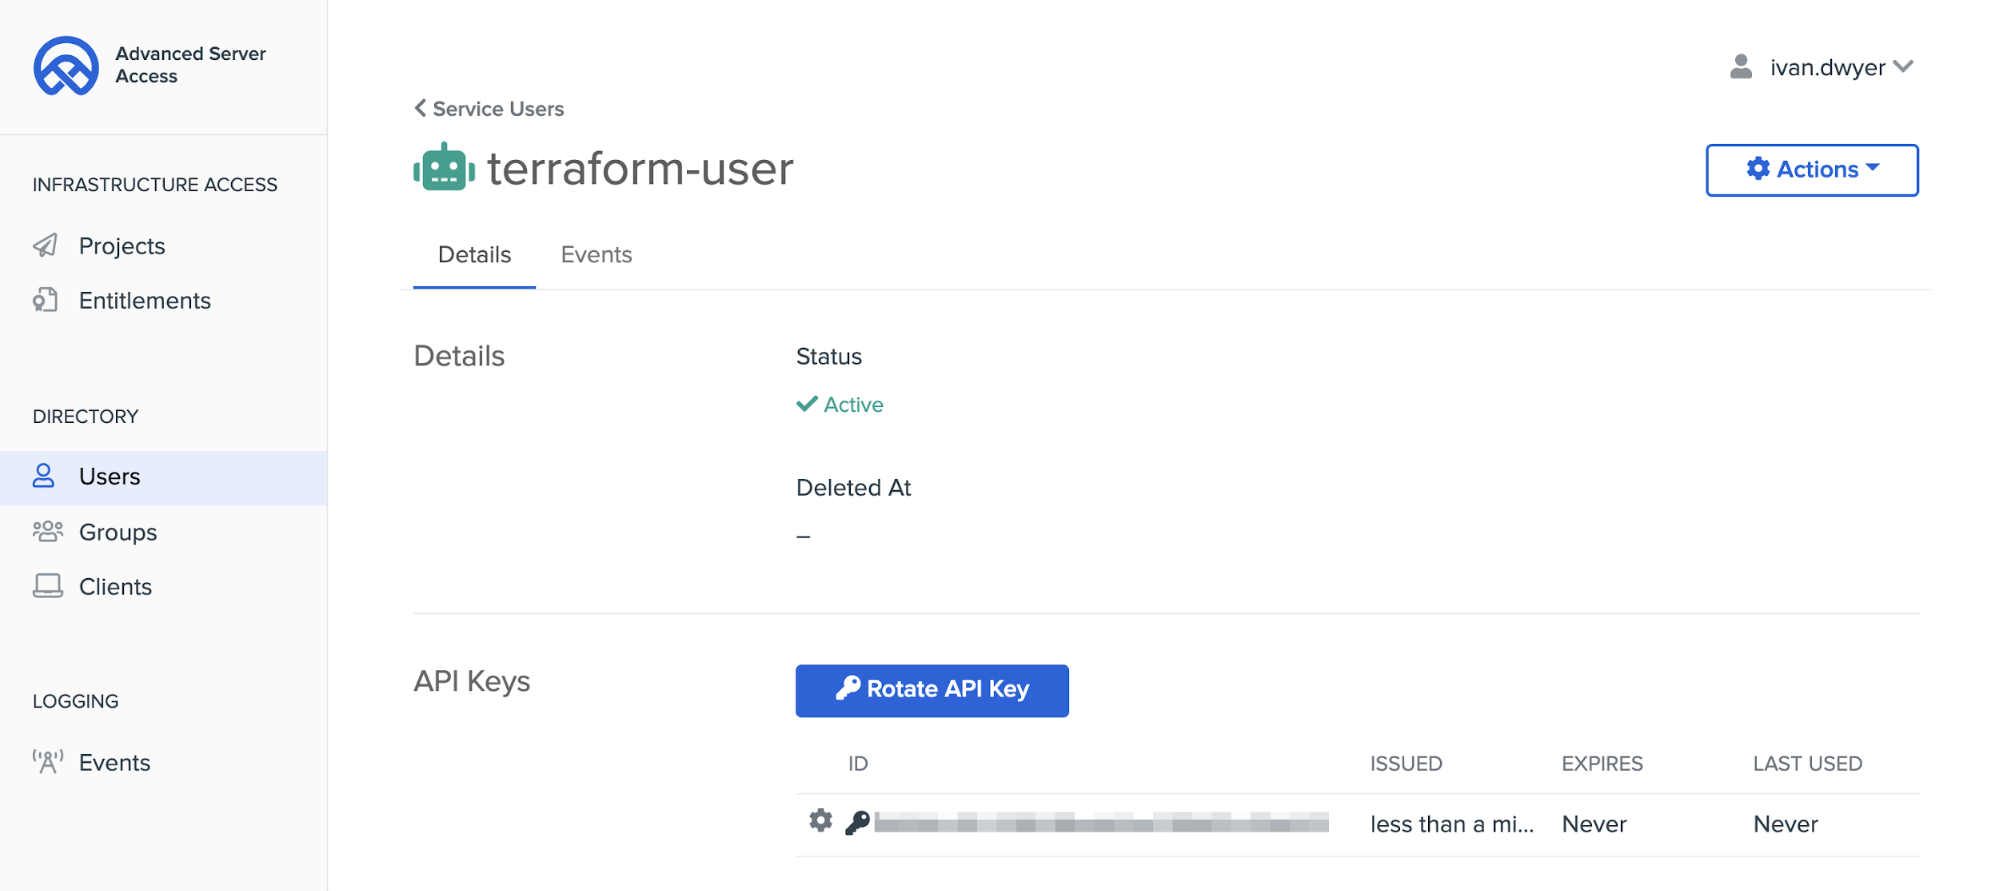 Advanced Server
Access
INFRASTRUCTURE ACCESS
Projects
Entitlements
DIRECTORY
Users
Groups
Clients
LOGGING
Events
ivan.dwyer
Service Users
terraform-user
Actions
Details
Events
Details
Status
Active
Deleted At
–
API Keys
Rotate API Key
ID ISSUED EXPIRES LAST USED
less than a mi... Never Never